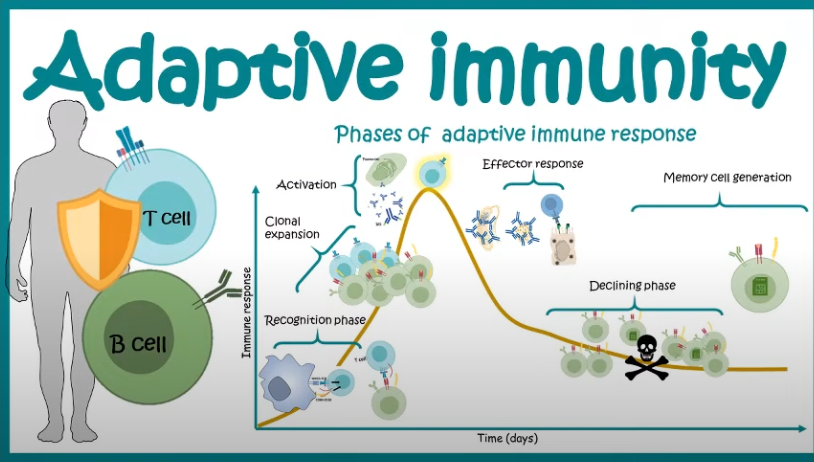 Adaptive immunity
Phases of adaptive immune response
T cell
B cell
Activation
Clonal
expansion
Recognition phase
Effector response
Memory cell generation
Declining phase
Immune response
Time (days)